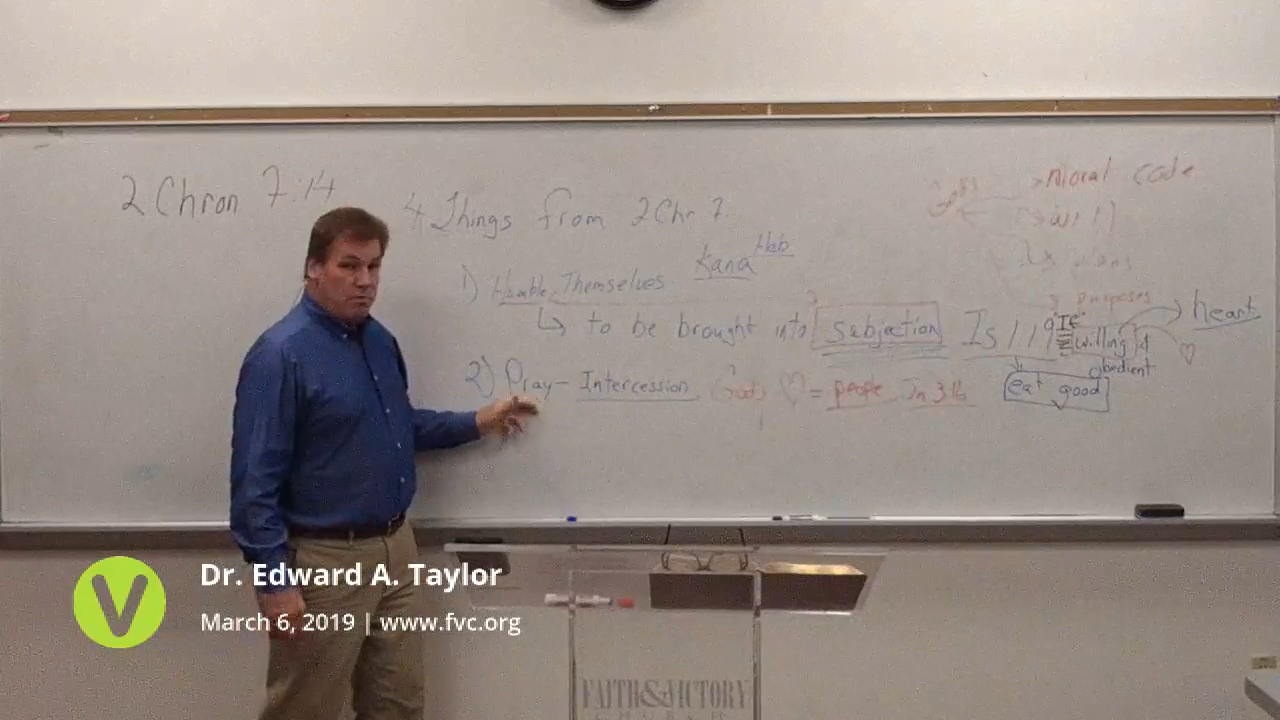 2 Chron 7:14
4 Things from 2 Chr 7.
1) Humble Themselves Kana Heb
↳ to be brought into subjection Is 1 19 "If" willing & obedient
heart
eat good
2) Pray - Intercession God's ♡ = people Jn 3 16
→ Moral code
→ will
plans
purposes
Dr. Edward A. Taylor
March 6, 2019 | www.fvc.org
V
FAITH & VICTORY
CHURCH